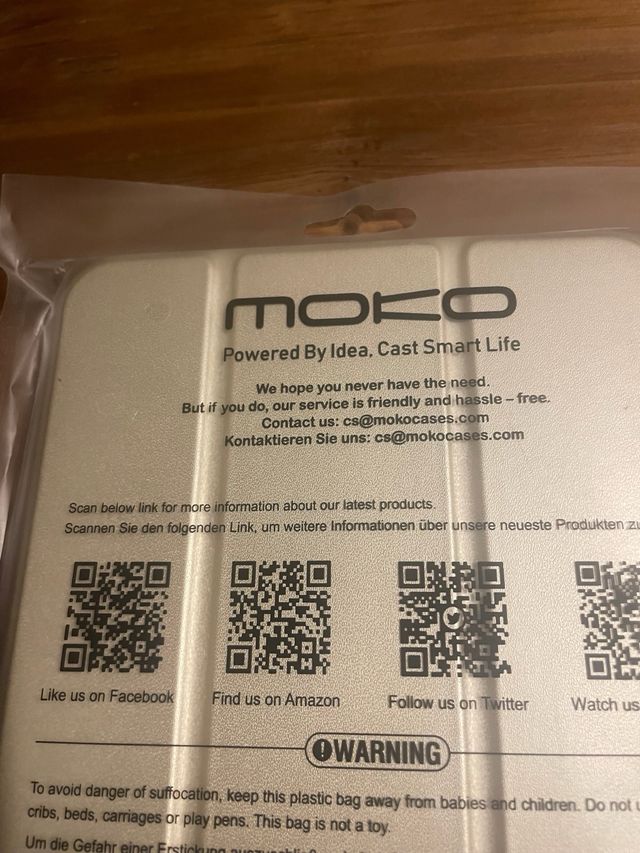 MOKO
Powered By Idea. Cast Smart Life
We hope you never have the need.
But if you do, our service is friendly and hassle – free.
Contact us: cs@mokocases.com
Kontaktieren Sie uns: cs@mokocases.com
Scan below link for more information about our latest products.
Scannen Sie den folgenden Link, um weitere Informationen über unsere neueste Produkten zu
Like us on Facebook
Find us on Amazon
Follow us on Twitter
Watch us
WARNING
To avoid danger of suffocation, keep this plastic bag away from babies and children. Do not
cribs, beds, carriages or play pens. This bag is not a toy.
Um die Gefahr einer Erstickung